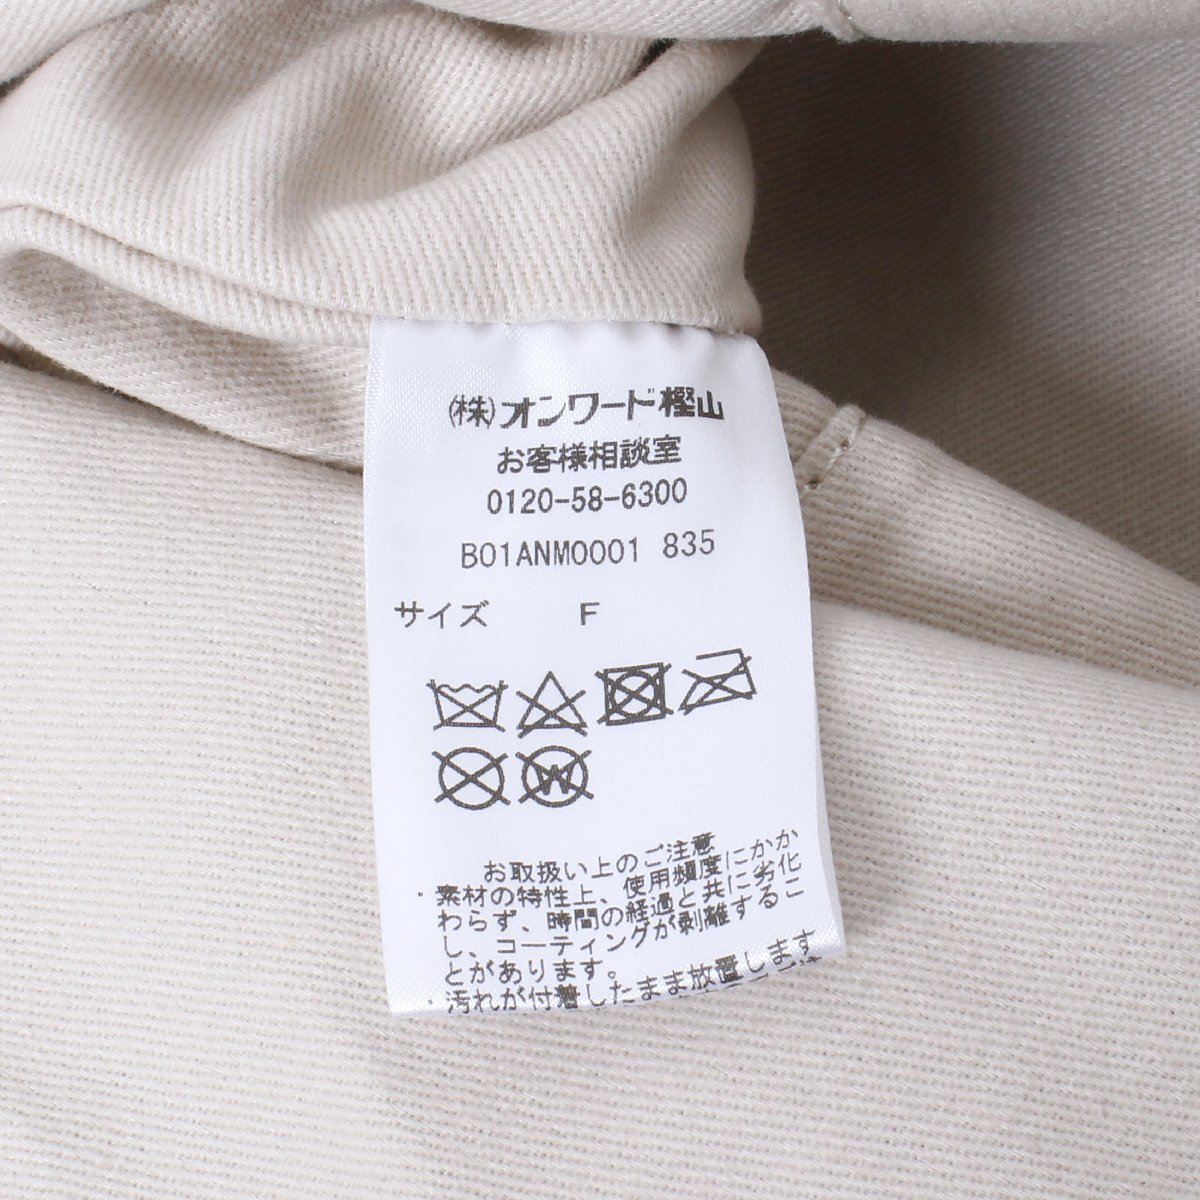 (株)オンワード樫山
お客様相談室
0120-58-6300
B01ANM0001 835
サイズ F
お取扱い上のご注意
・素材の特性上、使用頻度にかか
わらず、時間の経過と共に劣化
し、コーティングが剥離するこ
とがあります。
・汚れが付着したまま放置します